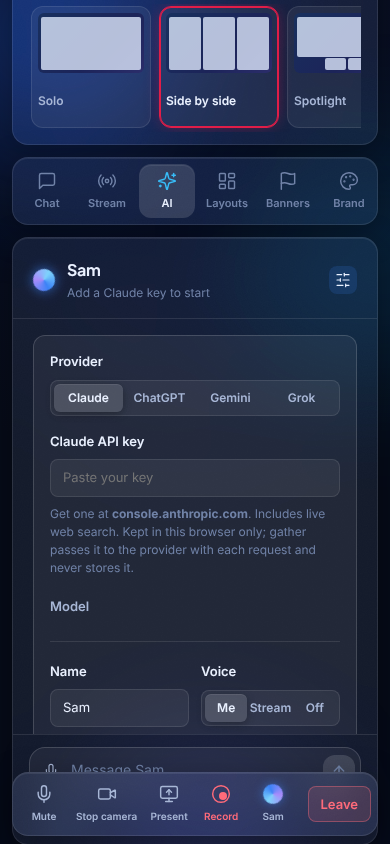 Solo
Side by side
Spotlight
Chat
Stream
AI
Layouts
Banners
Brand
Sam
Add a Claude key to start
Provider
Claude
ChatGPT
Gemini
Grok
Claude API key
Paste your key
Get one at console.anthropic.com. Includes live
web search. Kept in this browser only; gather
passes it to the provider with each request and
never stores it.
Model
Name
Voice
Sam
Me
Stream
Off
Message Sam
Mute
Stop camera
Present
Record
Sam
Leave